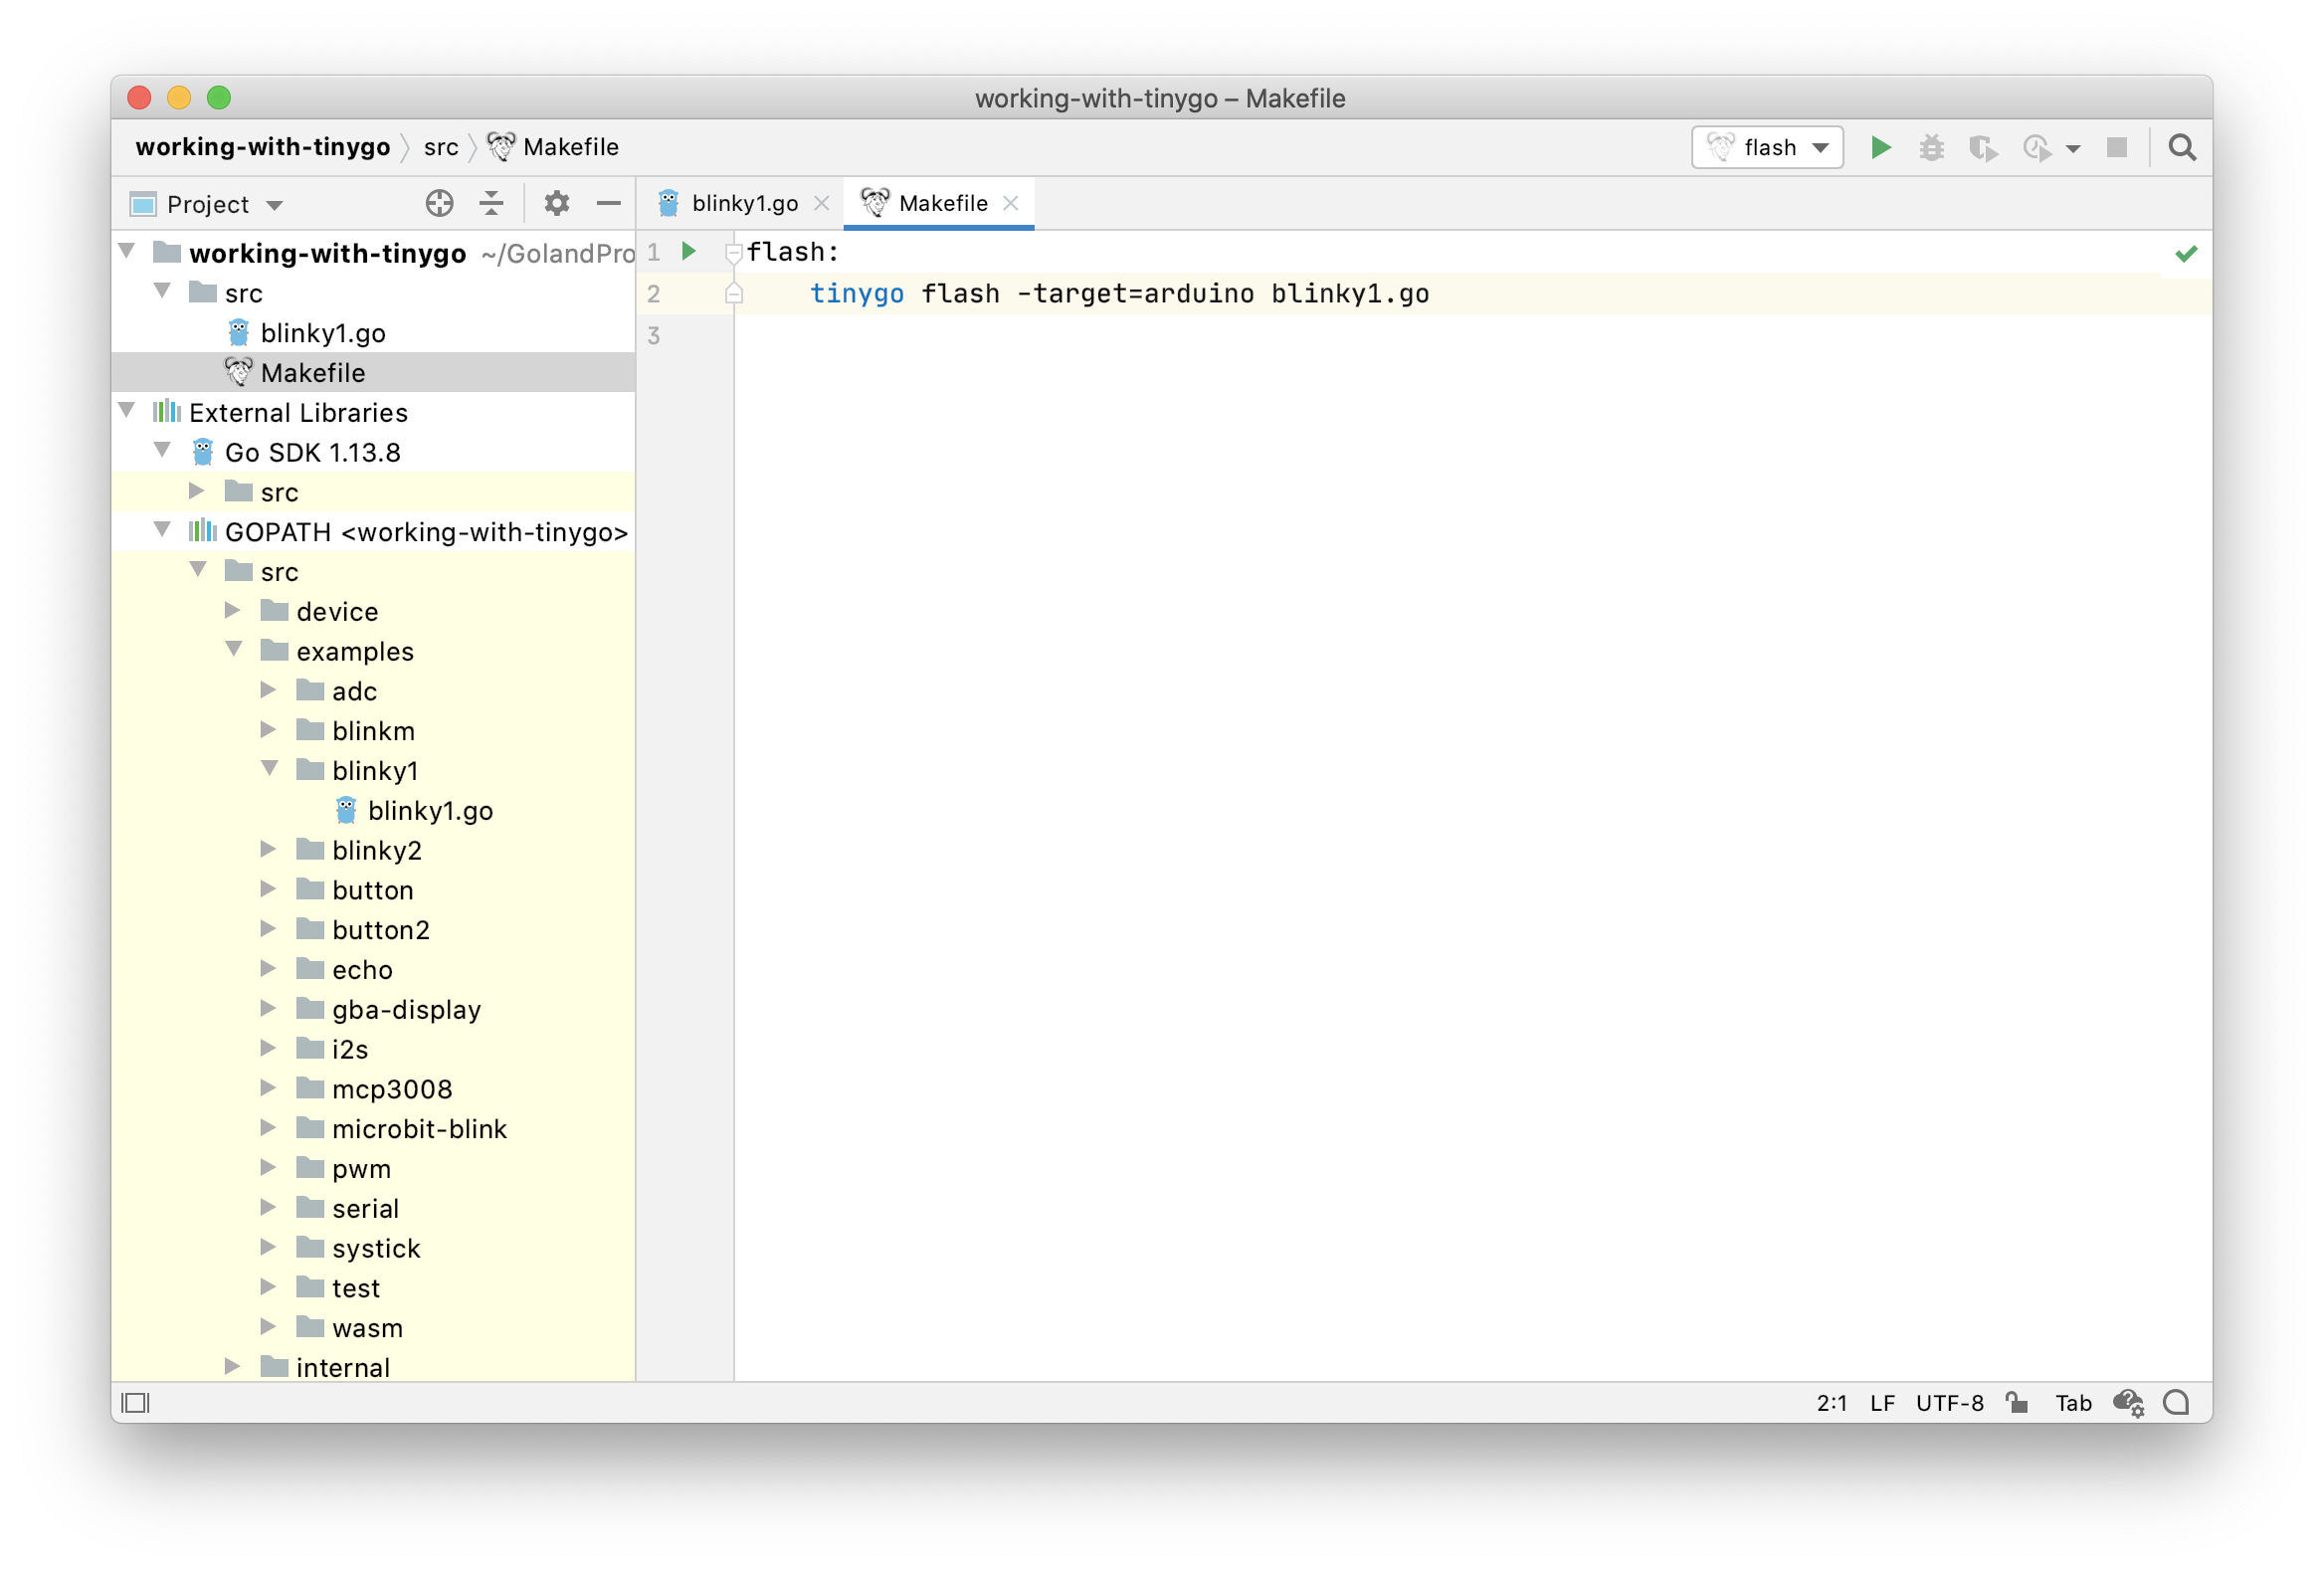 working-with-tinygo – Makefile
working-with-tinygo src Makefile
flash
Project
blinky1.go
Makefile
working-with-tinygo ~/GolandPro
src
blinky1.go
Makefile
External Libraries
Go SDK 1.13.8
src
GOPATH <working-with-tinygo>
src
device
examples
adc
blinkm
blinky1
blinky1.go
blinky2
button
button2
echo
gba-display
i2s
mcp3008
microbit-blink
pwm
serial
systick
test
wasm
internal
1 flash:
2 tinygo flash -target=arduino blinky1.go
3
2:1 LF UTF-8 Tab